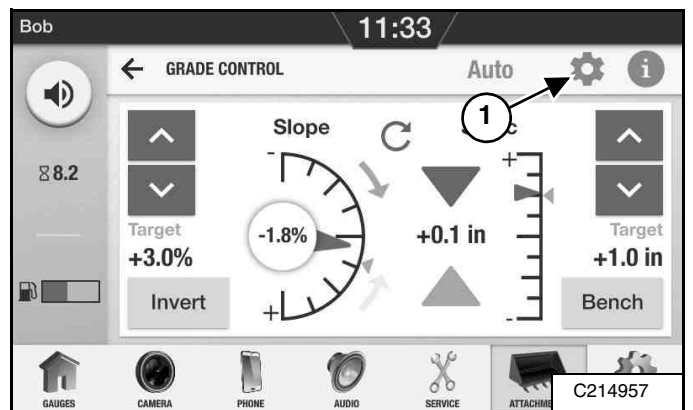 Bob
11:33
GRADE CONTROL
Auto
i
1
Slope
8.2
-
+
Target
+3.0%
-1.8%
+0.1 in
Target
+1.0 in
Invert
+
-
Bench
GAUGES
CAMERA
PHONE
AUDIO
SERVICE
C214957